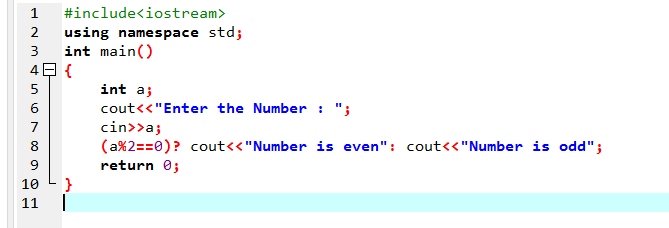 1 #include<iostream>
2 using namespace std;
3 int main()
4 {
5 int a;
6 cout<<"Enter the Number : ";
7 cin>>a;
8 (a%2==0)? cout<<"Number is even": cout<<"Number is odd";
9 return 0;
10 }
11